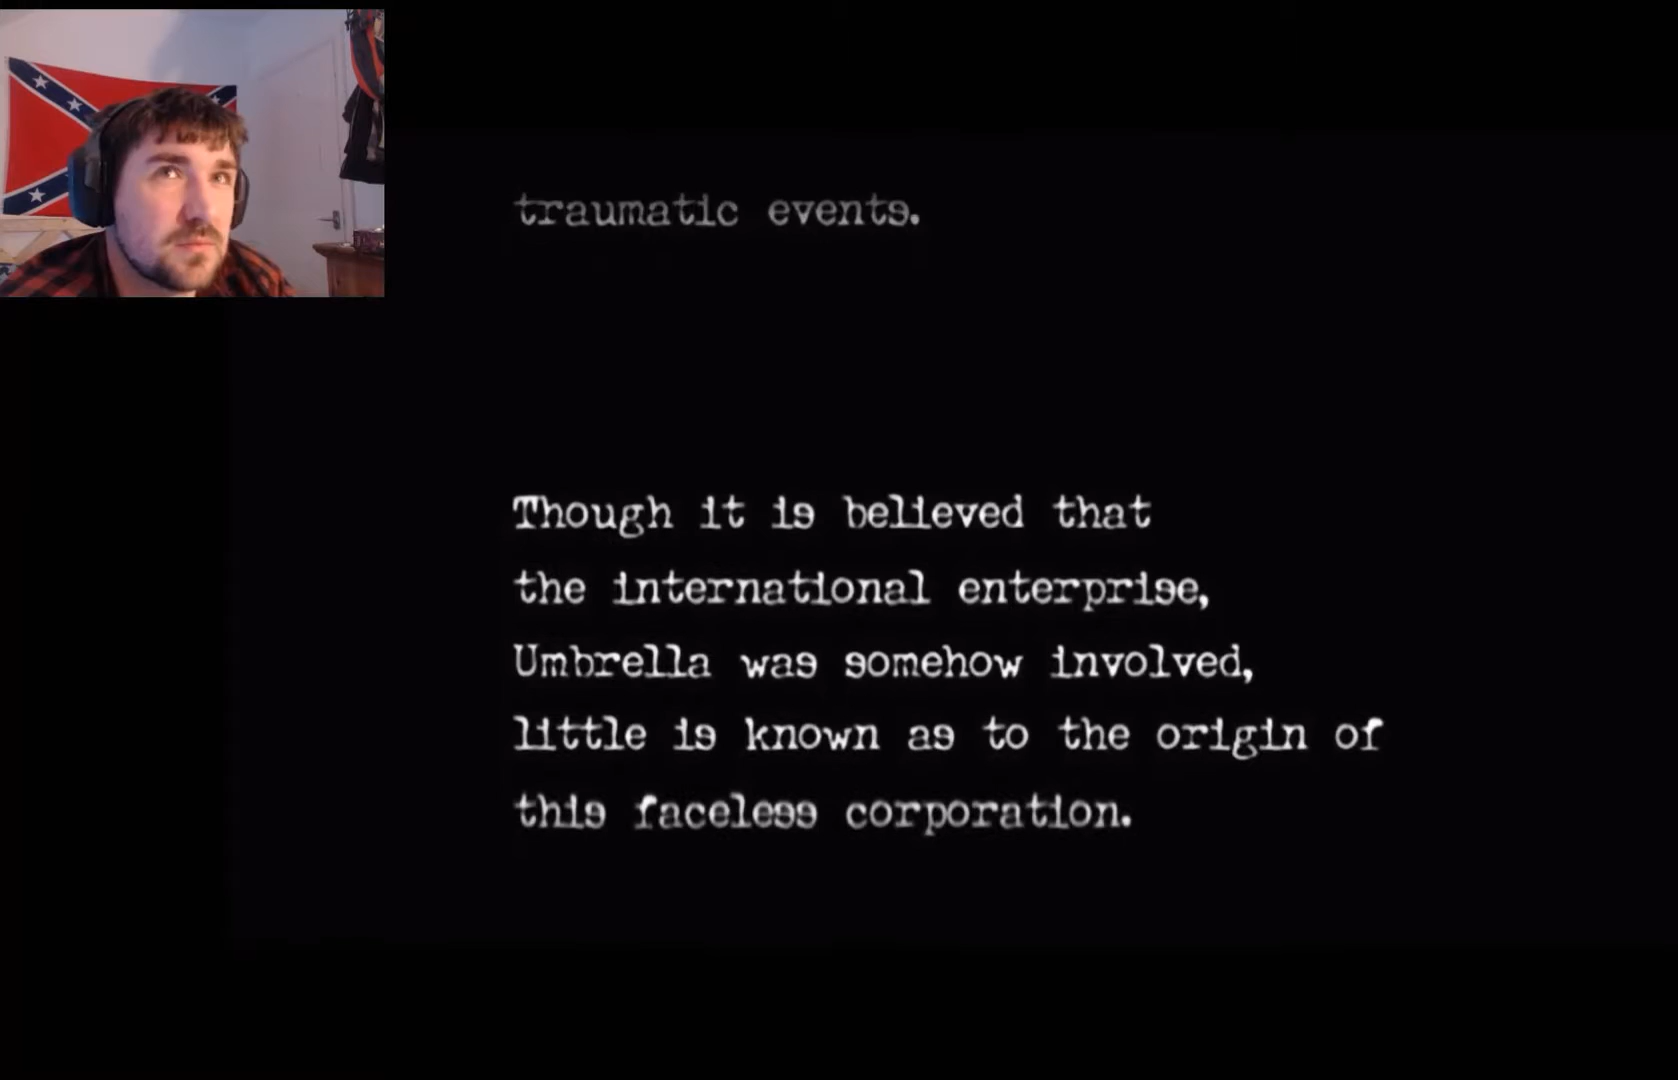 traumatic events.
Though it is believed that
the international enterprise,
Umbrella was somehow involved,
little is known as to the origin of
this faceless corporation.